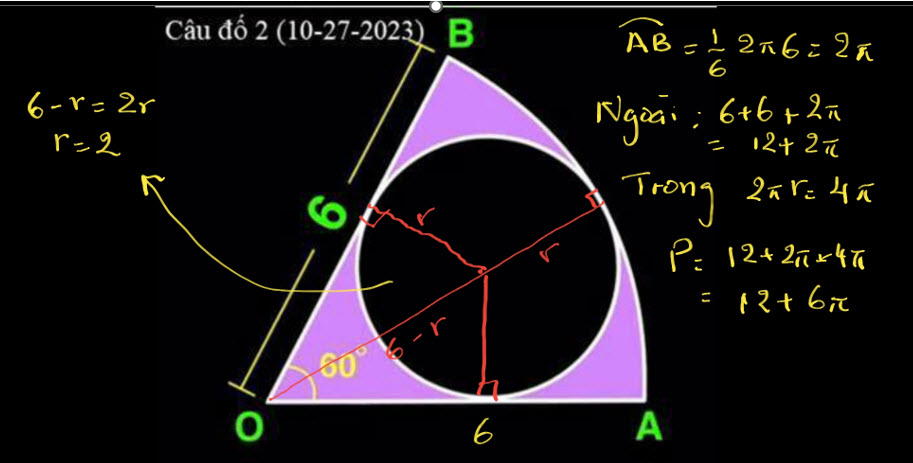 Câu đố 2 (10-27-2023)
B
6 - r = 2r
r = 2
6
r
r
6 - r
60°
O
6
A
AB = 1/6 2π6 = 2π
Ngoài : 6+6+2π
= 12+2π
Trong 2πr = 4π
P = 12+2π+4π
= 12+6π